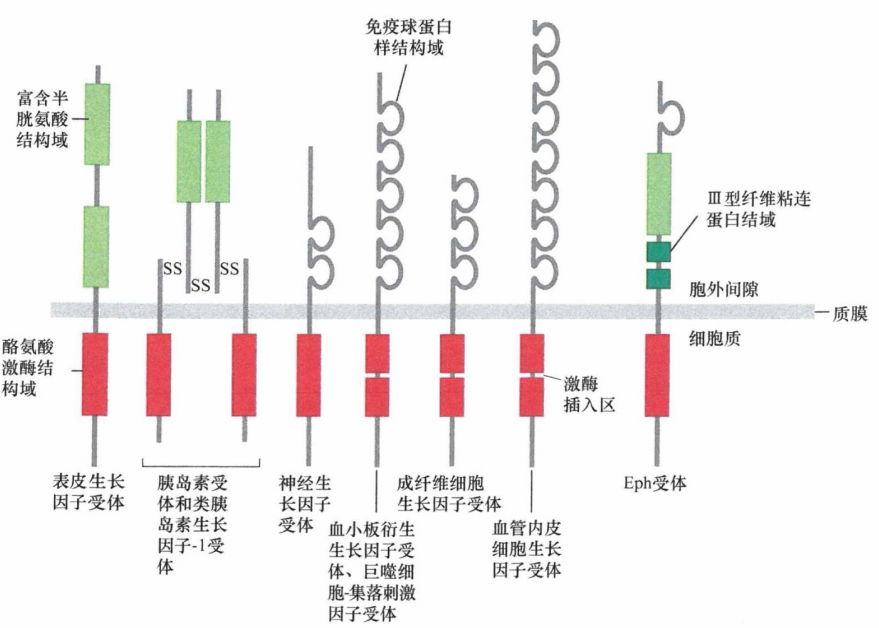 免疫球蛋白
样结构域
富含半
胱氨酸
结构域
III型纤维粘连
蛋白结域
SS
SS
SS
胞外间隙
质膜
细胞质
酪氨酸
激酶结
构域
激酶
插入区
表皮生长
因子受体
胰岛素受
体和类胰
岛素生长
因子-1受
体
神经生
长因子
受体
血小板衍生
生长因子受
体、巨噬细
胞-集落刺激
因子受体
成纤维细胞
生长因子受体
血管内皮
细胞生长
因子受体
Eph受体